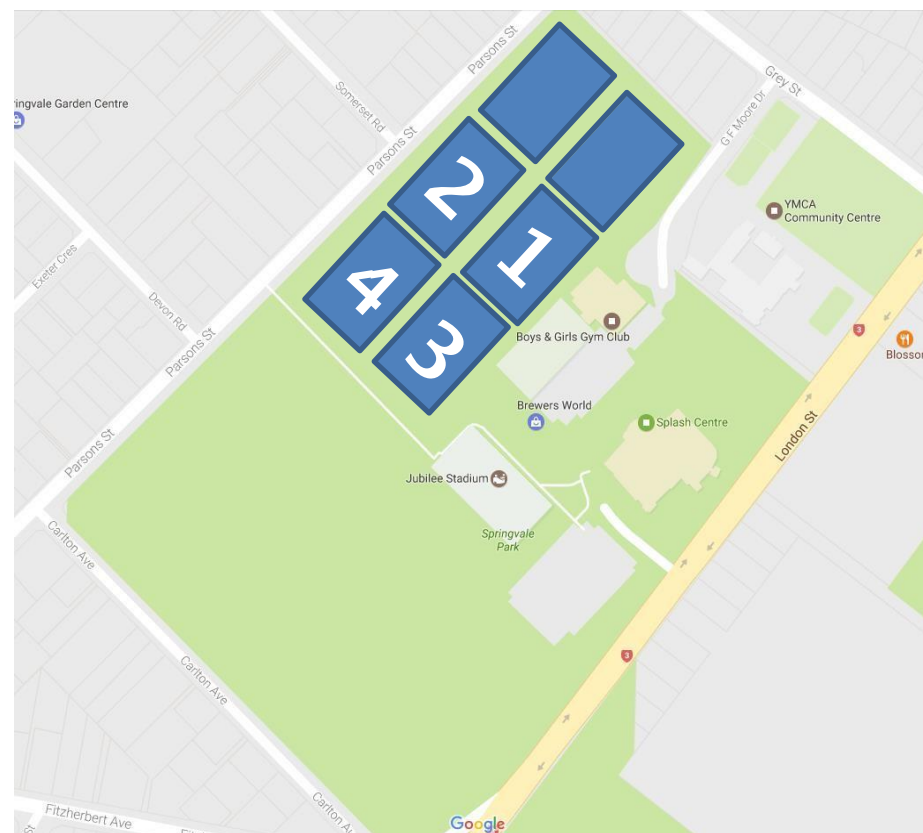 Parsons St
Grey St
Somerset Rd
G F Moore Dr
ringvale Garden Centre
Parsons St
2
YMCA
Community Centre
1
Exeter Cres
4
Devon Rd
3
3
Boys & Girls Gym Club
Parsons St
Blossor
Brewers World
Splash Centre
London St
Parsons St
Jubilee Stadium
Springvale
Park
Carlton Ave
3
Carlton Ave
Carlton A
Fitzherbert Ave
Google